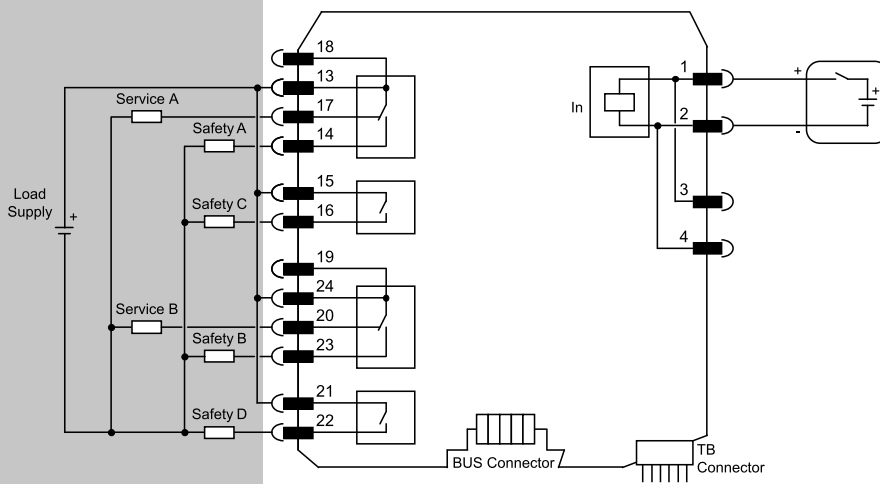 18
13
Service A
17
Safety A
14
15
Safety C
16
Load
Supply
+
19
24
Service B
20
Safety B
23
21
Safety D
22
In
1
2
3
4
+
-
+
BUS Connector
TB
Connector